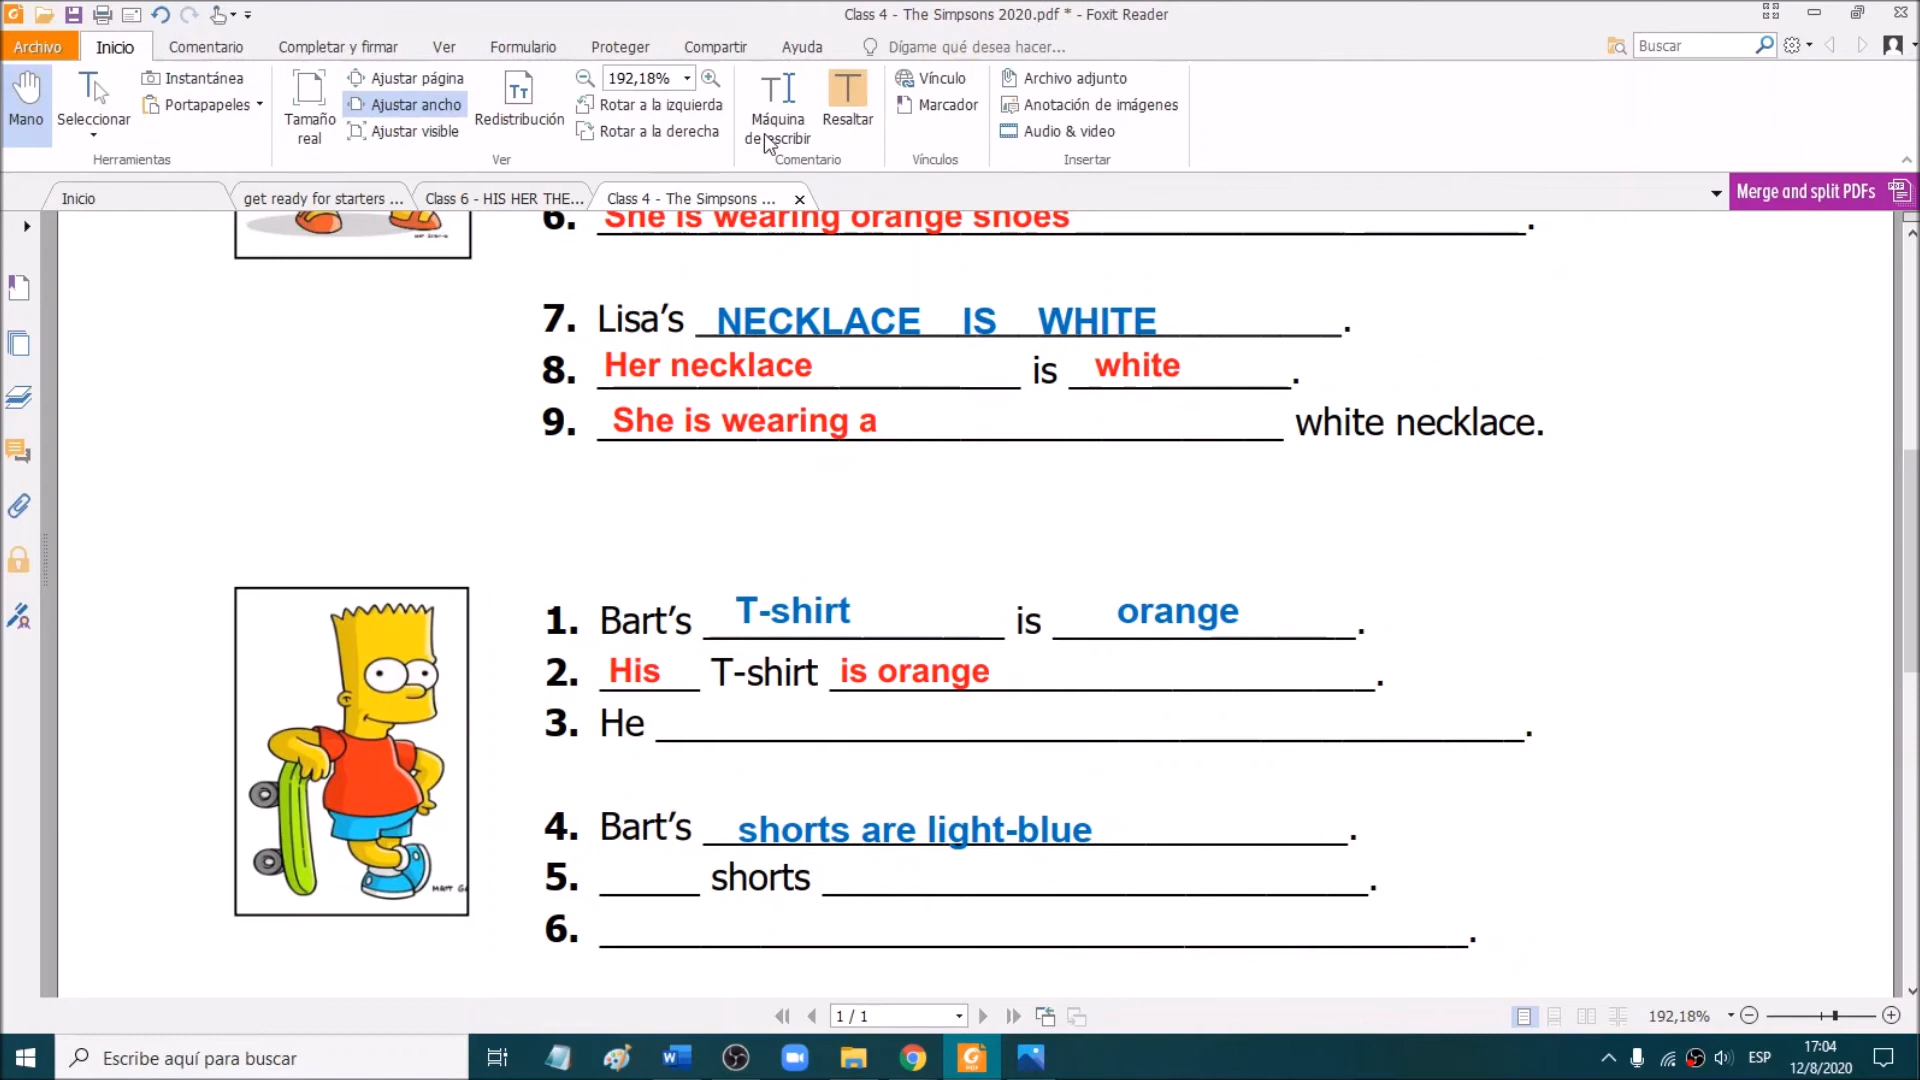 Class 4 - The Simpsons 2020.pdf * - Foxit Reader
Archivo Inicio Comentario Completar y firmar Ver Formulario Proteger Compartir Ayuda Dígame qué desea hacer... Buscar
Mano
Seleccionar
Instantánea
Portapapeles
Herramientas
Tamaño real
Ajustar página
Ajustar ancho
Ajustar visible
Redistribución
192,18%
Rotar a la izquierda
Rotar a la derecha
Ver
Máquina de escribir
Resaltar
Comentario
Vínculo
Marcador
Vínculos
Archivo adjunto
Anotación de imágenes
Audio & video
Insertar
Inicio get ready for starters ... Class 6 - HIS HER THE... Class 4 - The Simpsons ... Merge and split PDFs
6. She is wearing orange shoes.
7. Lisa's NECKLACE IS WHITE.
8. Her necklace is white.
9. She is wearing a white necklace.
1. Bart's T-shirt is orange.
2. His T-shirt is orange.
3. He ____.
4. Bart's shorts are light-blue.
5. ____ shorts ____.
6. ____.
MATT G
1 / 1 192,18%
Escribe aquí para buscar
ESP
17:04
12/8/2020